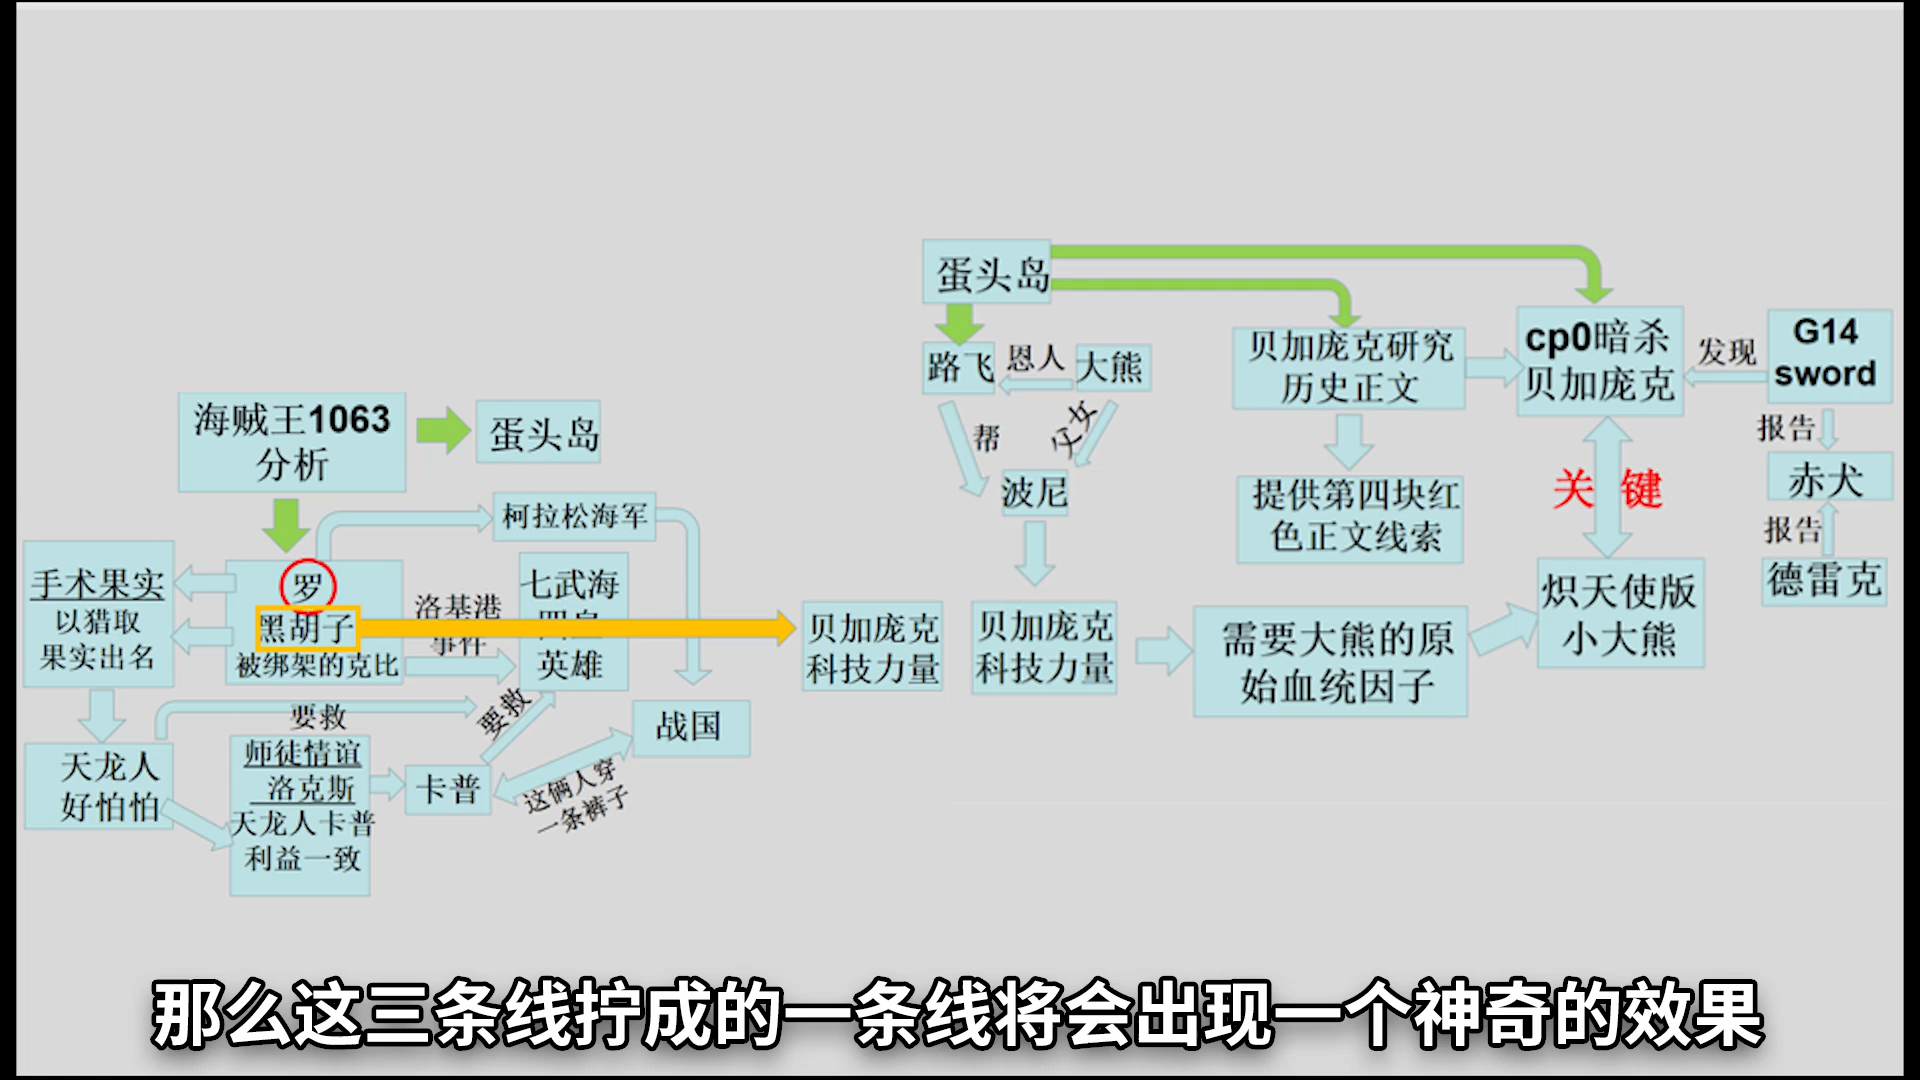 蛋头岛
路飞
恩人
大熊
帮
父女
波尼
贝加庞克研究
历史正文
提供第四块红
色正文线索
cp0暗杀
贝加庞克
发现
G14
sword
报告
赤犬
报告
德雷克
关 键
炽天使版
小大熊
需要大熊的原
始血统因子
贝加庞克
科技力量
贝加庞克
科技力量
海贼王1063
分析
蛋头岛
柯拉松海军
罗
黑胡子
被绑架的克比
手术果实
以猎取
果实出名
洛基港
事件
七武海
英雄
要救
要救
战国
天龙人
好怕怕
师徒情谊
洛克斯
天龙人卡普
利益一致
卡普
这俩人穿
一条裤子
那么这三条线拧成的一条线将会出现一个神奇的效果